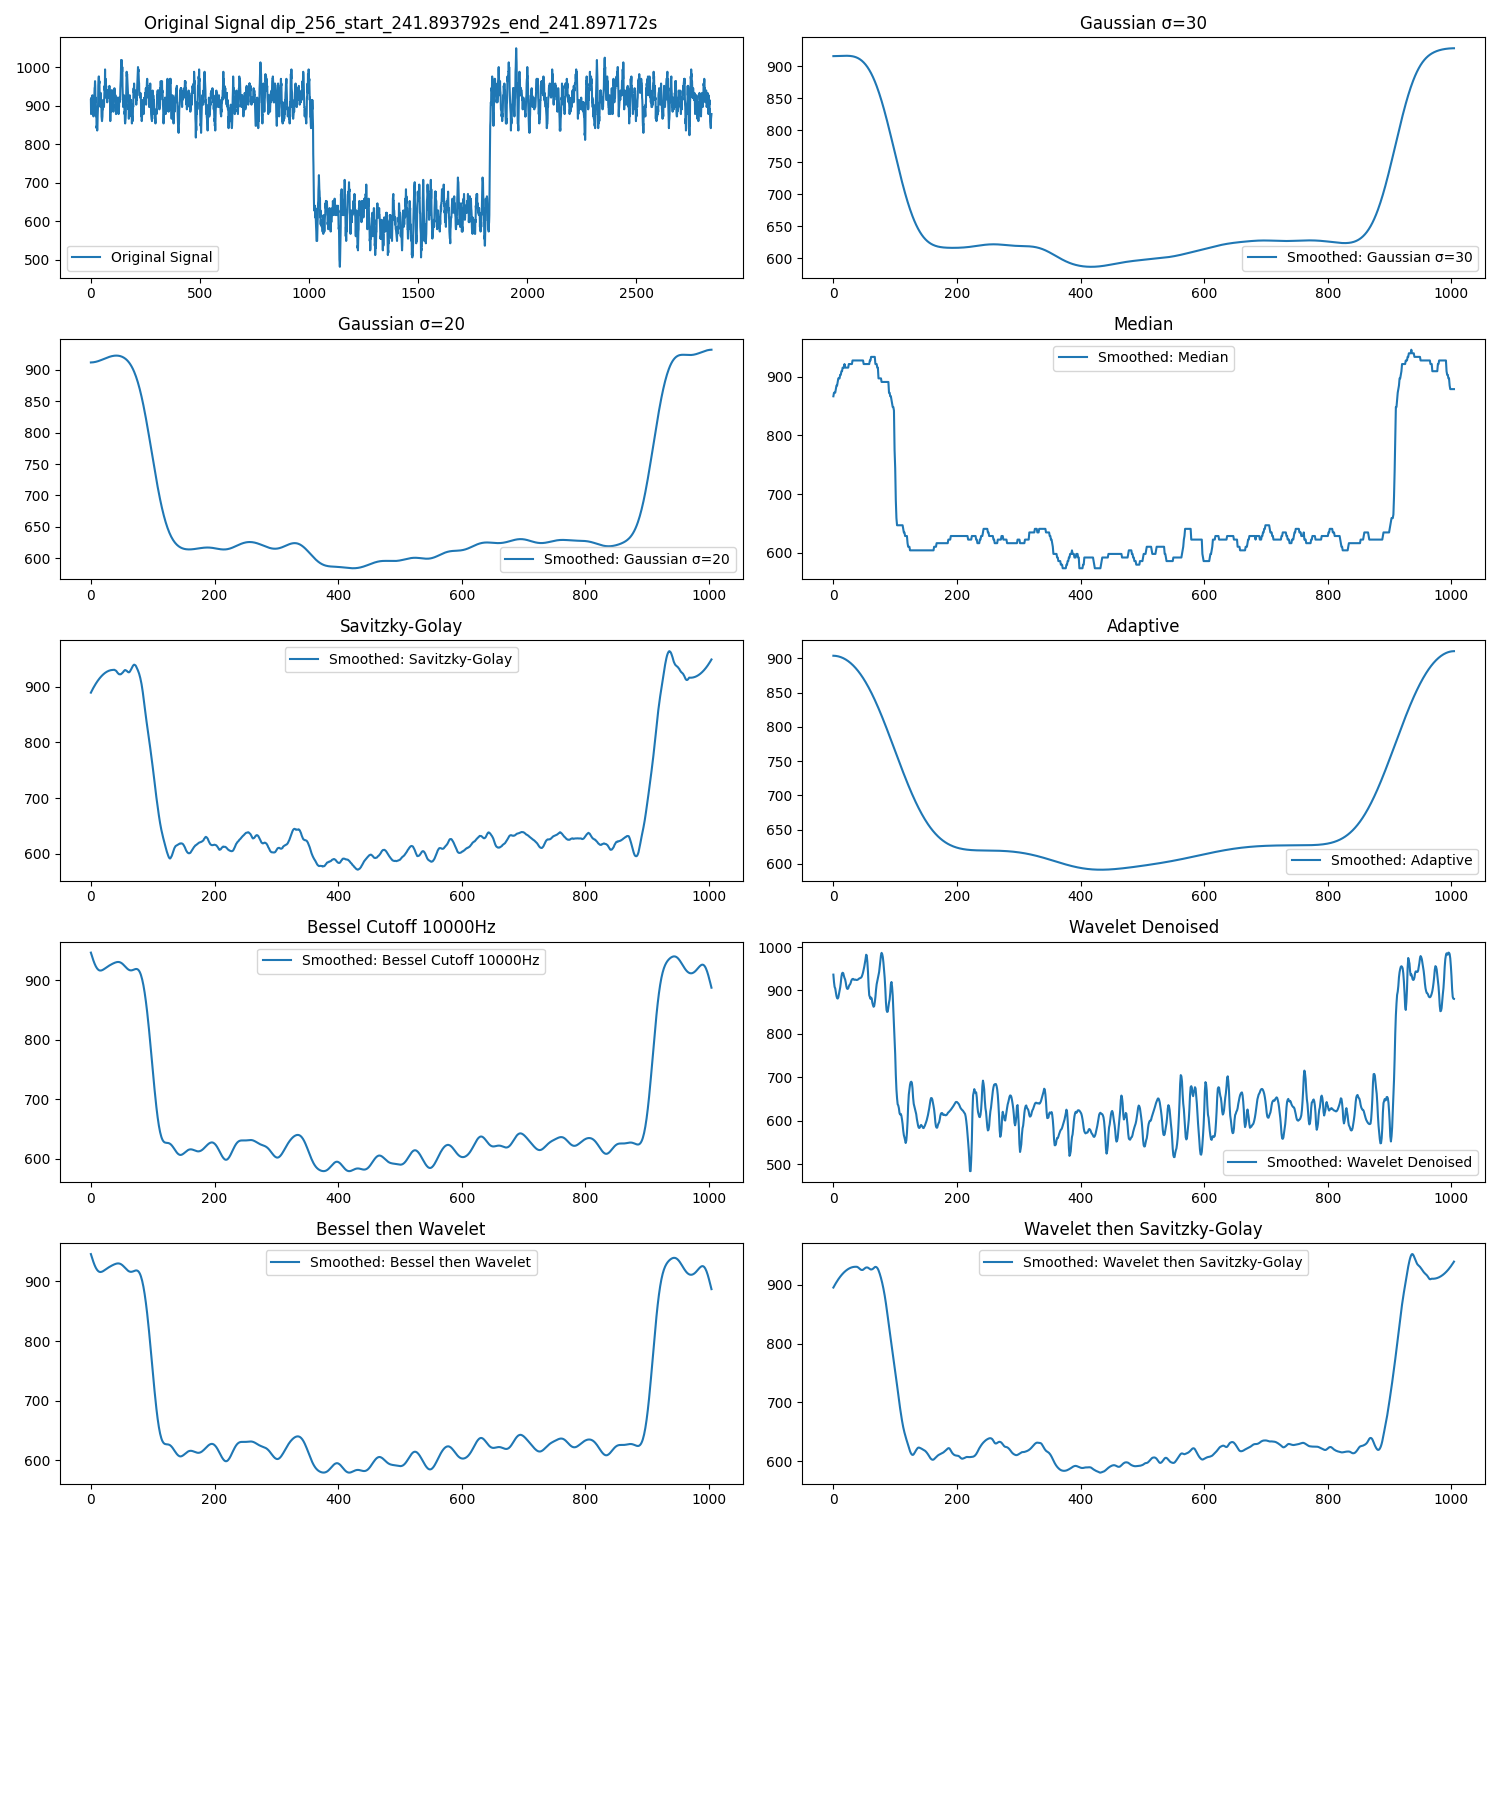 Original Signal dip_256_start_241.893792s_end_241.897172s
1000
900
800
700
600
500
Original Signal
0 500 1000 1500 2000 2500
Gaussian σ=30
900
850
800
750
700
650
600
Smoothed: Gaussian σ=30
0 200 400 600 800 1000
Gaussian σ=20
900
850
800
750
700
650
600
Smoothed: Gaussian σ=20
0 200 400 600 800 1000
Median
Smoothed: Median
900
800
700
600
0 200 400 600 800 1000
Savitzky-Golay
Smoothed: Savitzky-Golay
900
800
700
600
0 200 400 600 800 1000
Adaptive
900
850
800
750
700
650
600
Smoothed: Adaptive
0 200 400 600 800 1000
Bessel Cutoff 10000Hz
Smoothed: Bessel Cutoff 10000Hz
900
800
700
600
0 200 400 600 800 1000
Wavelet Denoised
1000
900
800
700
600
500
Smoothed: Wavelet Denoised
0 200 400 600 800 1000
Bessel then Wavelet
Smoothed: Bessel then Wavelet
900
800
700
600
0 200 400 600 800 1000
Wavelet then Savitzky-Golay
Smoothed: Wavelet then Savitzky-Golay
900
800
700
600
0 200 400 600 800 1000